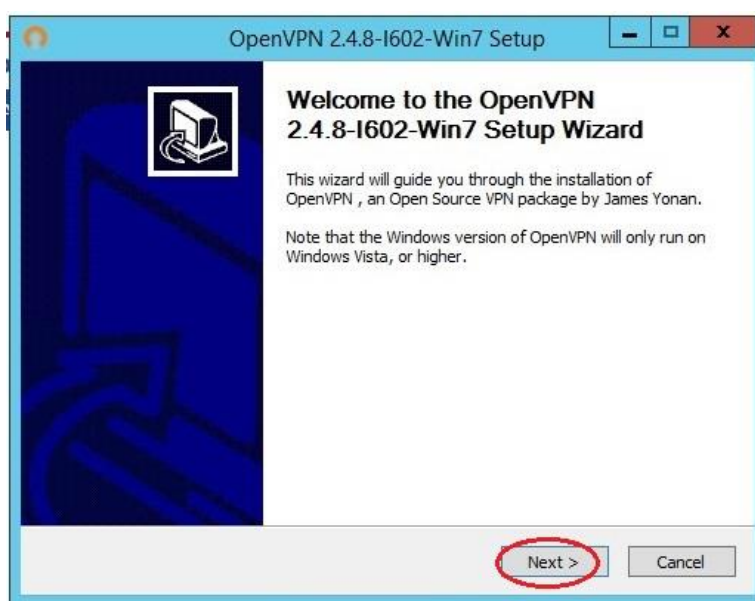 OpenVPN 2.4.8-I602-Win7 Setup
Welcome to the OpenVPN
2.4.8-I602-Win7 Setup Wizard
This wizard will guide you through the installation of
OpenVPN , an Open Source VPN package by James Yonan.
Note that the Windows version of OpenVPN will only run on
Windows Vista, or higher.
Next >
Cancel